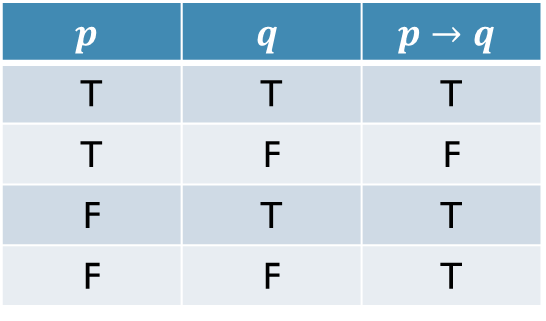 p q p → q
T T T
T F F
F T T
F F T